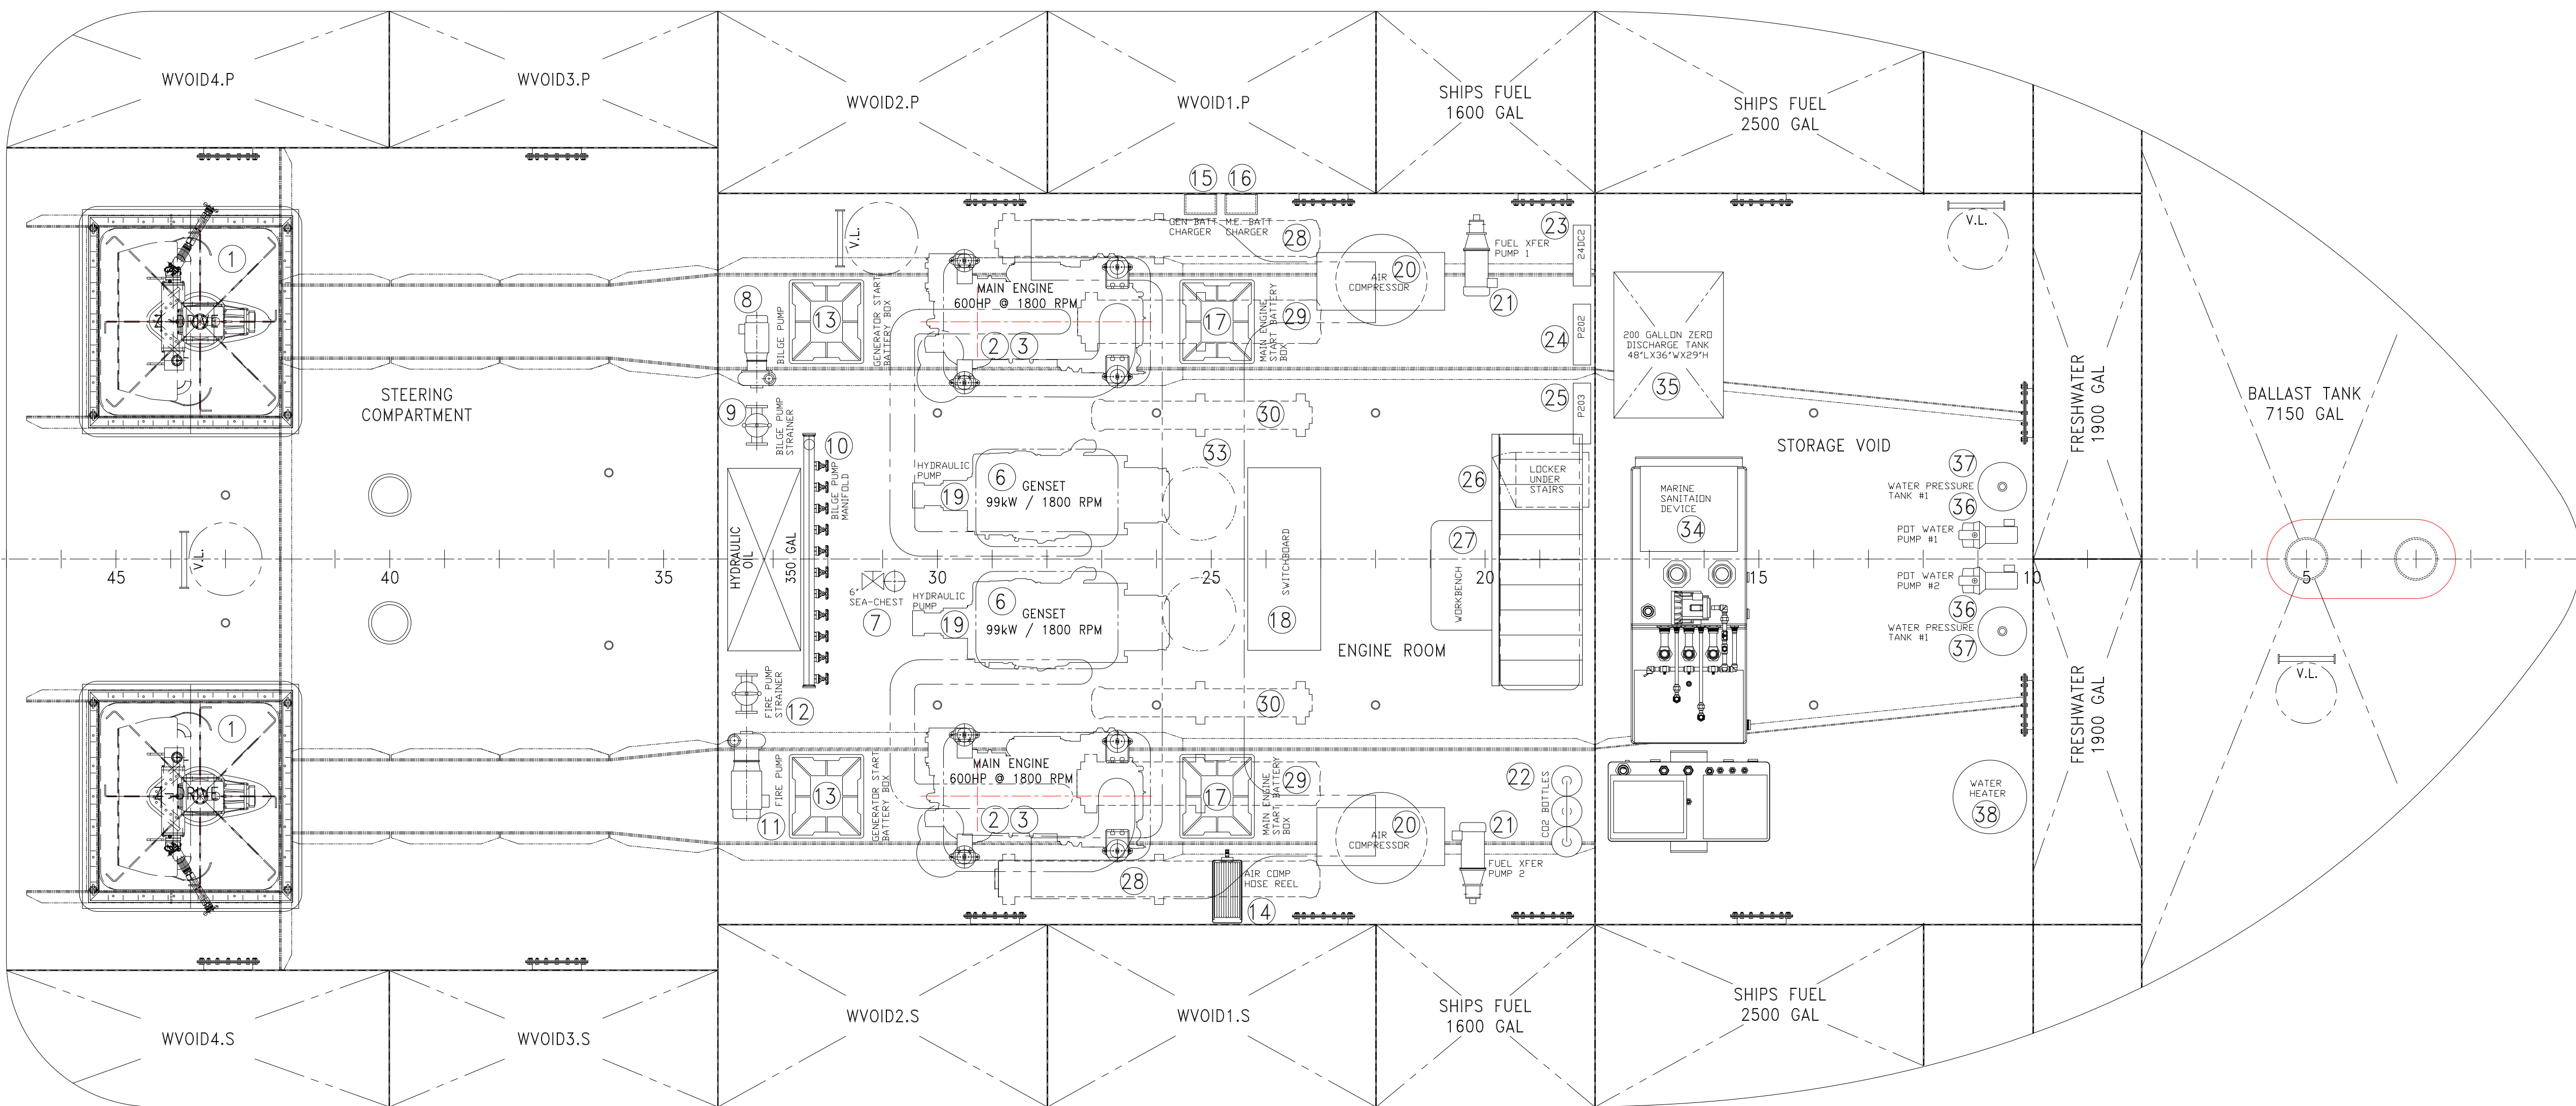 WVOID4.P
WVOID3.P
WVOID2.P
WVOID1.P
SHIPS FUEL
1600 GAL
SHIPS FUEL
2500 GAL
15
16
GEN BATT
CHARGER
M.E. BATT
CHARGER
28
V.L.
1
STEERING
COMPARTMENT
8
BILGE PUMP
13
GENERATOR START
BATTERY BOX
MAIN ENGINE
600HP @ 1800 RPM
2
3
17
MAIN ENGINE
START BATTERY
BOX
29
20
AIR
COMPRESSOR
FUEL XFER
PUMP 1
21
23
24DC2
24
P202
25
P203
9
BILGE PUMP
STRAINER
10
BILGE PUMP
MANIFOLD
30
33
HYDRAULIC
PUMP
19
6
GENSET
99kW / 1800 RPM
26
LOCKER
UNDER
STAIRS
27
WORKBENCH
SWITCHBOARD
18
HYDRAULIC
OIL
350 GAL
6"
SEA-CHEST
7
HYDRAULIC
PUMP
19
6
GENSET
99kW / 1800 RPM
ENGINE ROOM
V.L.
45
40
35
30
25
20
15
10
5
200 GALLON ZERO
DISCHARGE TANK
48"LX36"WX29"H
35
V.L.
STORAGE VOID
MARINE
SANITAION
DEVICE
34
37
WATER PRESSURE
TANK #1
36
POT WATER
PUMP #1
POT WATER
PUMP #2
36
WATER PRESSURE
TANK #1
37
WATER
HEATER
38
FRESHWATER
1900 GAL
FRESHWATER
1900 GAL
BALLAST TANK
7150 GAL
V.L.
1
FIRE PUMP
STRAINER
12
FIRE PUMP
11
13
GENERATOR START
BATTERY BOX
MAIN ENGINE
600HP @ 1800 RPM
2
3
30
17
MAIN ENGINE
START BATTERY
BOX
29
20
AIR
COMPRESSOR
21
FUEL XFER
PUMP 2
22
CO2 BOTTLES
28
AIR COMP
HOSE REEL
14
WVOID4.S
WVOID3.S
WVOID2.S
WVOID1.S
SHIPS FUEL
1600 GAL
SHIPS FUEL
2500 GAL